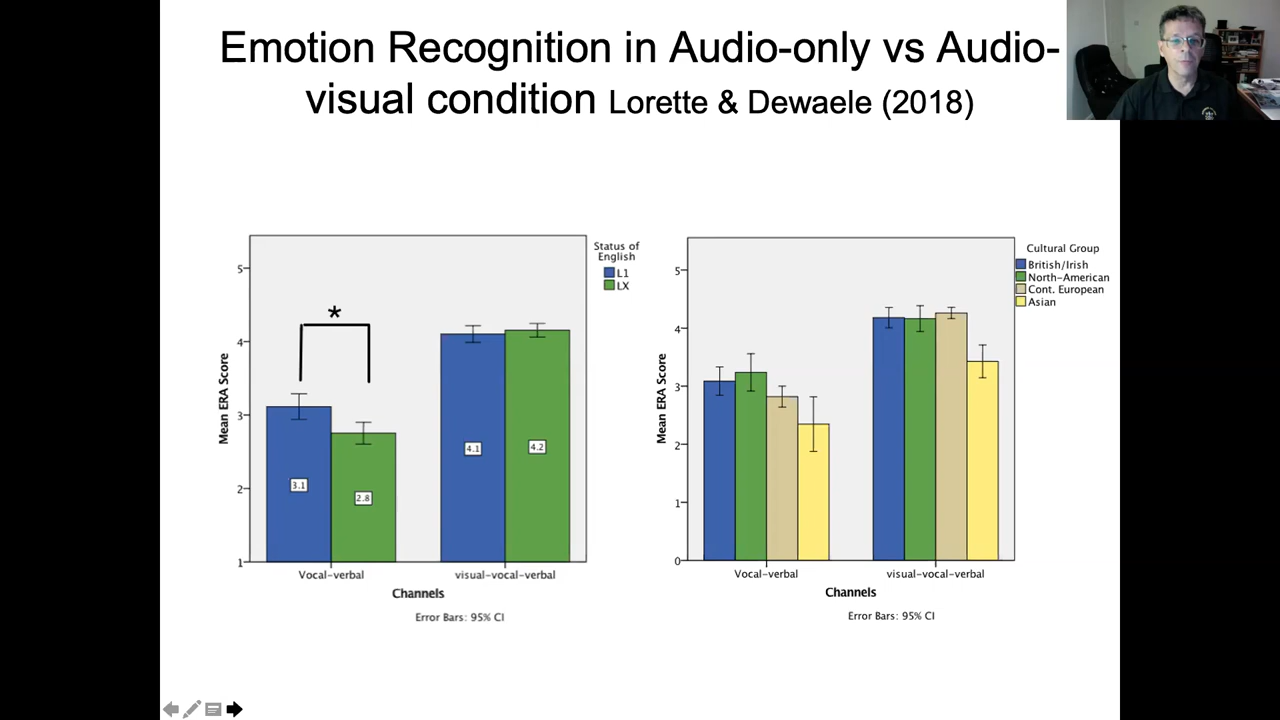 Emotion Recognition in Audio-only vs Audio-
visual condition Lorette & Dewaele (2018)
Status of
English
L1
LX
Mean ERA Score
5
4
3
2
1
*
3.1
2.8
4.1
4.2
Vocal-verbal
visual-vocal-verbal
Channels
Error Bars: 95% CI
Cultural Group
British/Irish
North-American
Cont. European
Asian
Mean ERA Score
5
4
3
2
1
0
Vocal-verbal
visual-vocal-verbal
Channels
Error Bars: 95% CI